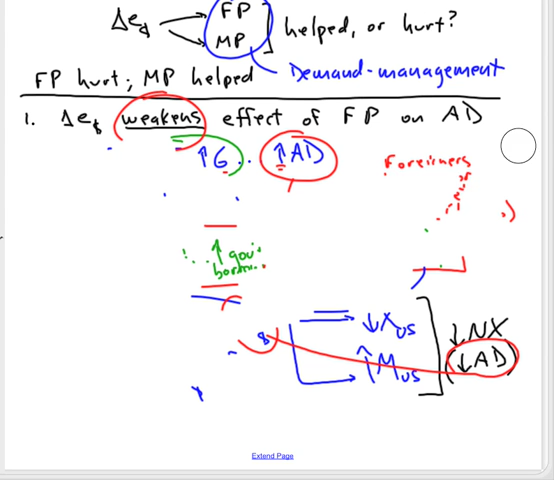 Δe$ FP MP helped, or hurt?
FP hurt; MP helped Demand-management
1. Δe$ weakens effect of FP on AD
↑G .. ↑AD
Foreigners
↑ gov.
↓X US ↓NX
↑M US (↓AD)
Extend Page